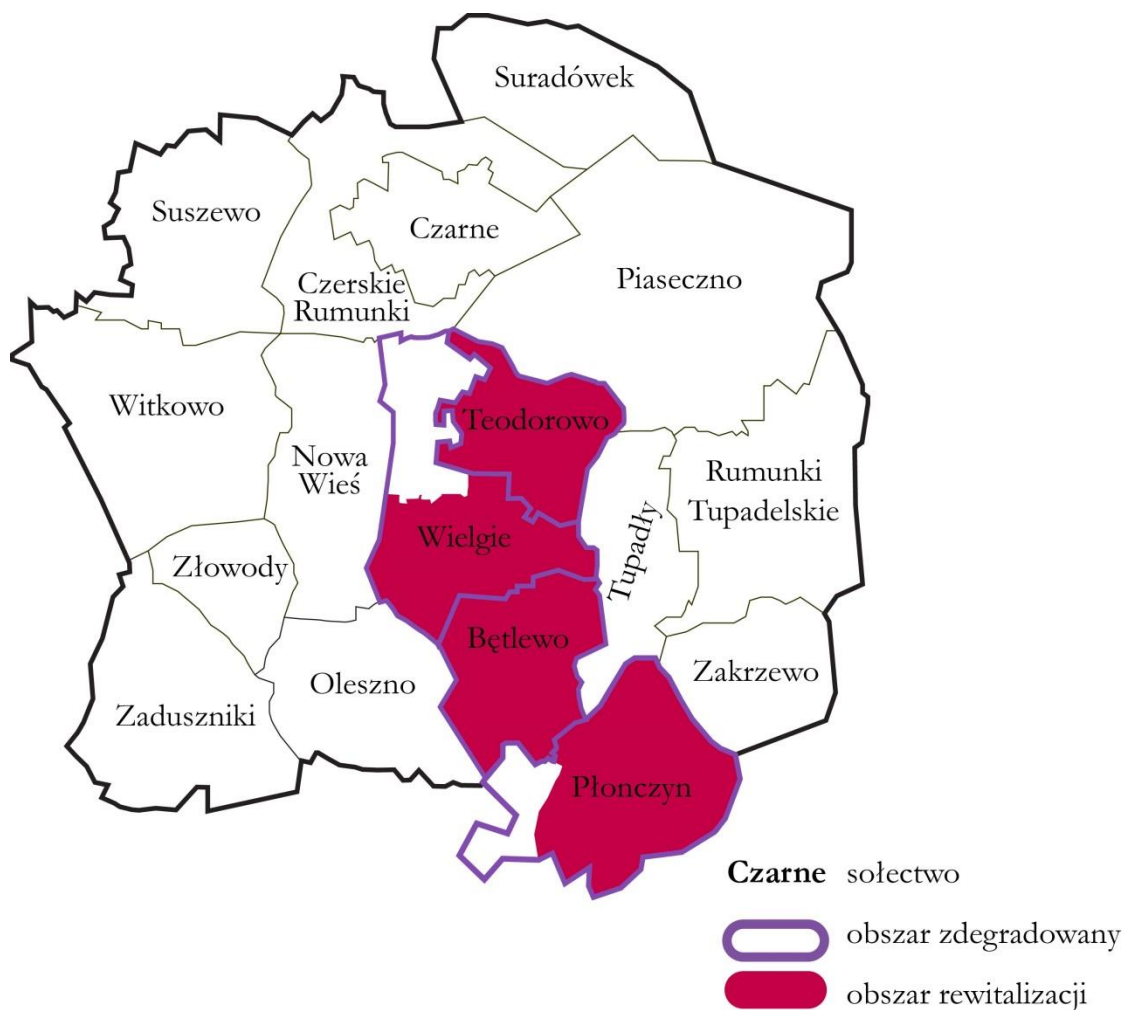 Suradówek
Suszewo
Czarne
Piaseczno
Czerskie
Rumunki
Witkowo
Teodorowo
Nowa
Wieś
Rumunki
Tupadelskie
Wielgie
Złowody
Tupadły
Bętlewo
Oleszno
Zakrzewo
Zaduszniki
Płonczyn
Czarne sołectwo
obszar zdegradowany
obszar rewitalizacji